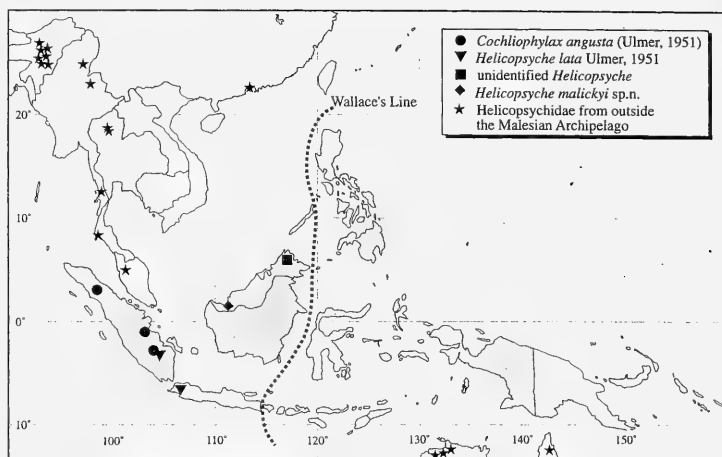 Cochliophylax angusta (Ulmer, 1951)
Helicopsyche lata Ulmer, 1951
unidentified Helicopsyche
Helicopsyche malickyi sp.n.
Helicopsychidae from outside
the Malesian Archipelago
Wallace's Line
20°
10°
0°
10°
100°
110°
120°
130°
140°
150°